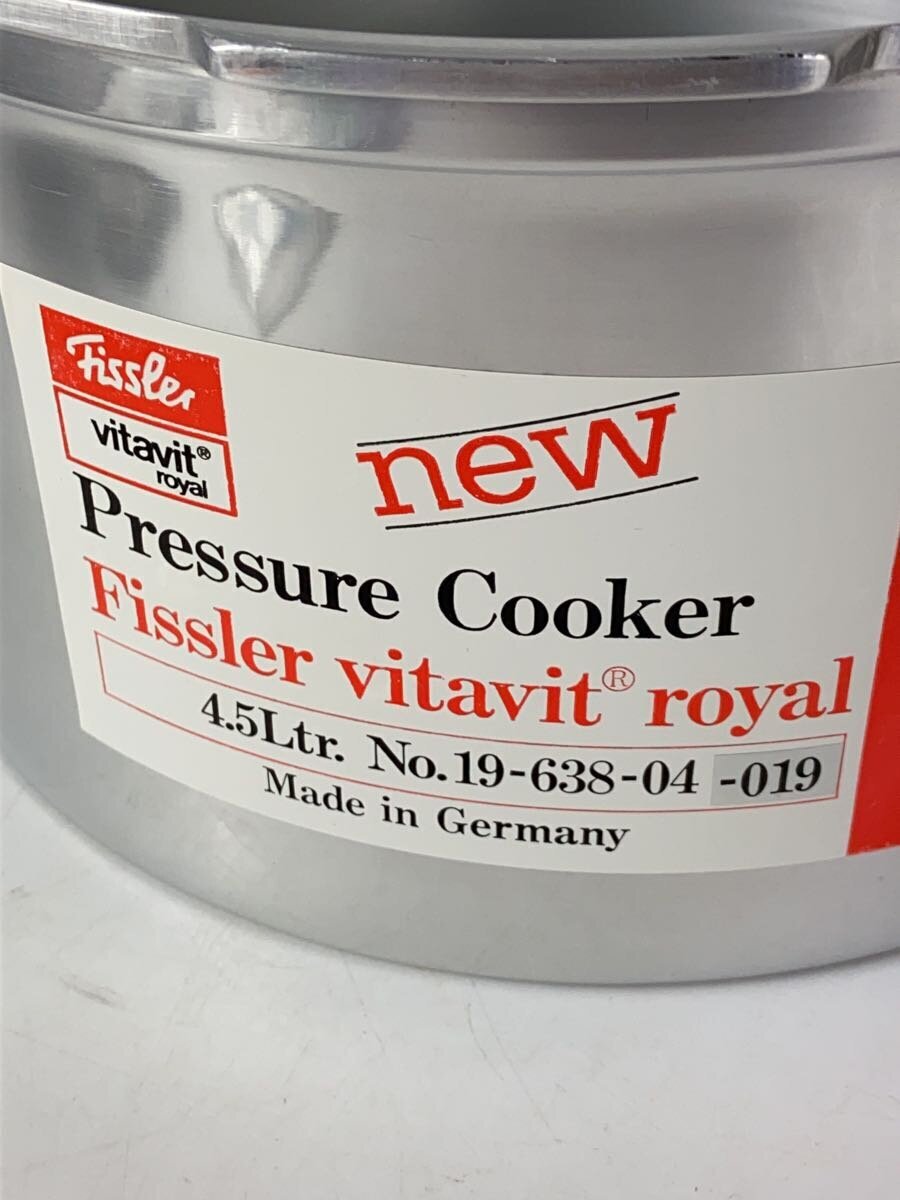 Fissler
vitavit®
royal
new
Pressure Cooker
Fissler vitavit® royal
4.5Ltr. No.19-638-04 -019
Made in Germany